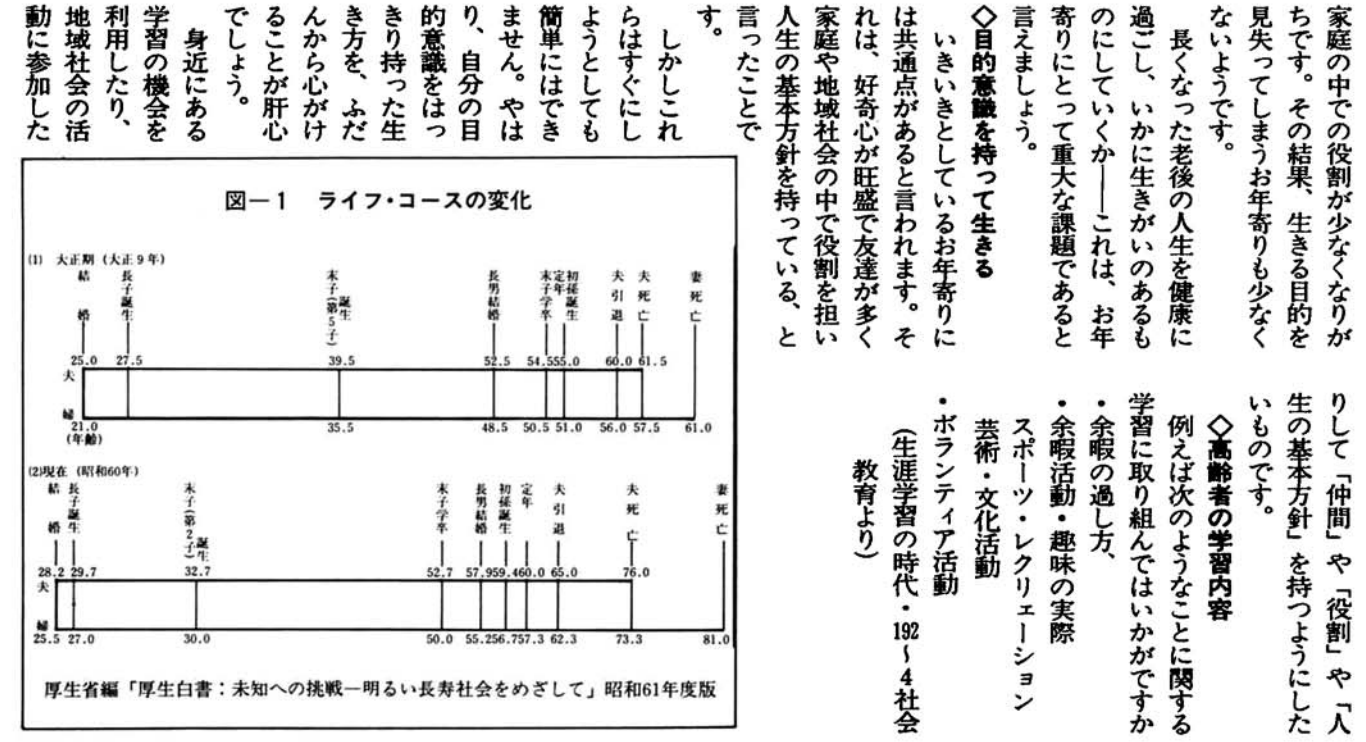 家庭の中での役割が少なくなりが
ちです。その結果、生きる目的を
見失ってしまうお年寄りも少なく
ないようです。
長くなった老後の人生を健康に
過ごし、いかに生きがいのあるも
のにしていくか――これは、お年
寄りにとって重大な課題であると
言えましょう。
◇目的意識を持って生きる
いきいきとしているお年寄りに
は共通点があると言われます。そ
れは、好奇心が旺盛で友達が多く
家庭や地域社会の中で役割を担い
人生の基本方針を持っている、と
言ったことで
す。
しかしこれ
らはすぐにし
ようとしても
簡単にはでき
ません。やは
り、自分の目
的意識をはっ
きり持った生
き方を、ふだ
んから心がけ
ることが肝心
でしょう。
身近にある
学習の機会を
利用したり、
地域社会の活
動に参加した
りして「仲間」や「役割」や「人
生の基本方針」を持つようにした
いものです。
◇高齢者の学習内容
例えば次のようなことに関する
学習に取り組んではいかがですか
・余暇の過し方、
・余暇活動・趣味の実際
スポーツ・レクリェーション
芸術・文化活動
・ボランティア活動
(生涯学習の時代・192~4社会
教育より)
図―1 ライフ・コースの変化
(1) 大正期(大正9年)
結婚
長子誕生
末子(第5子)誕生
長男結婚
末子学卒
定年
初孫誕生
夫引退
夫死亡
妻死亡
25.0 27.5 39.5 52.5 54.5 55.0 60.0 61.5
夫
婦
21.0 35.5 48.5 50.5 51.0 56.0 57.5 61.0
(年齢)
(2)現在(昭和60年)
結婚
長子誕生
末子(第2子)誕生
末子学卒
長男結婚
初孫誕生
定年
夫引退
夫死亡
妻死亡
28.2 29.7 32.7 52.7 57.9 59.4 60.0 65.0 76.0
夫
婦
25.5 27.0 30.0 50.0 55.2 56.7 57.3 62.3 73.3 81.0
厚生省編「厚生白書:未知への挑戦―明るい長寿社会をめざして」昭和61年度版